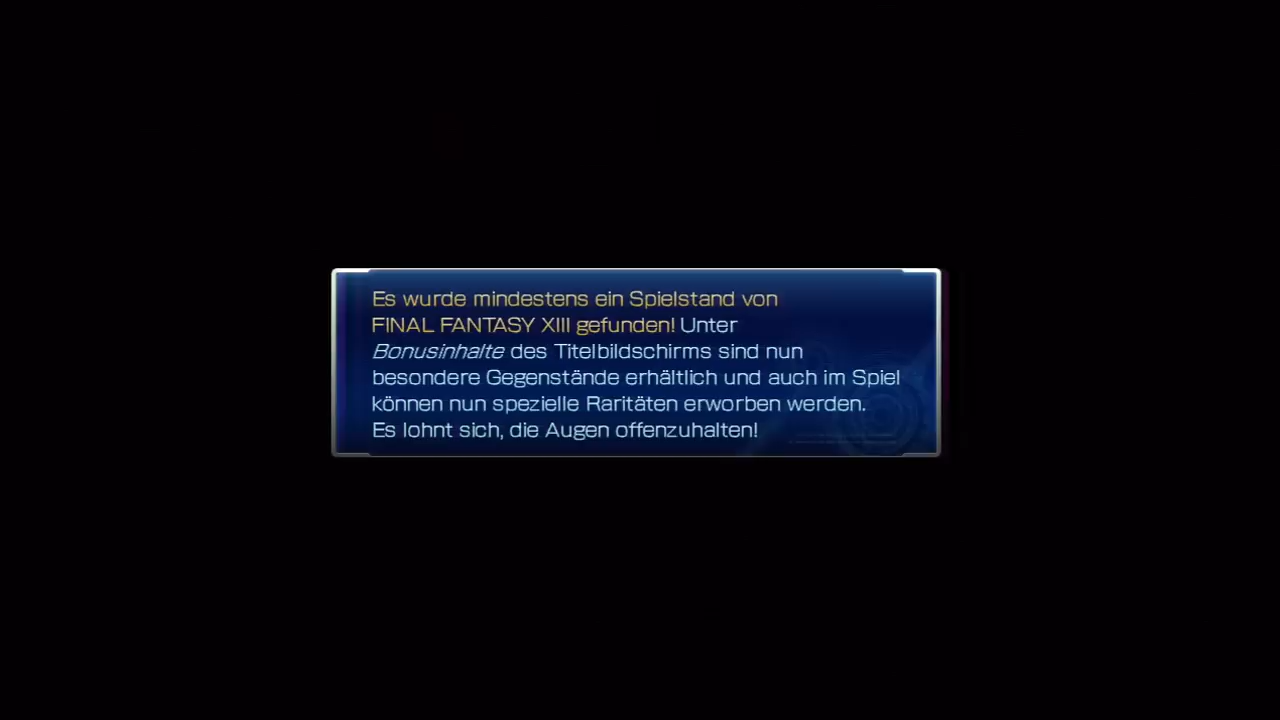 Es wurde mindestens ein Spielstand von
FINAL FANTASY XIII gefunden! Unter
Bonusinhalte des Titelbildschirms sind nun
besondere Gegenstände erhältlich und auch im Spiel
können nun spezielle Raritäten erworben werden.
Es lohnt sich, die Augen offenzuhalten!